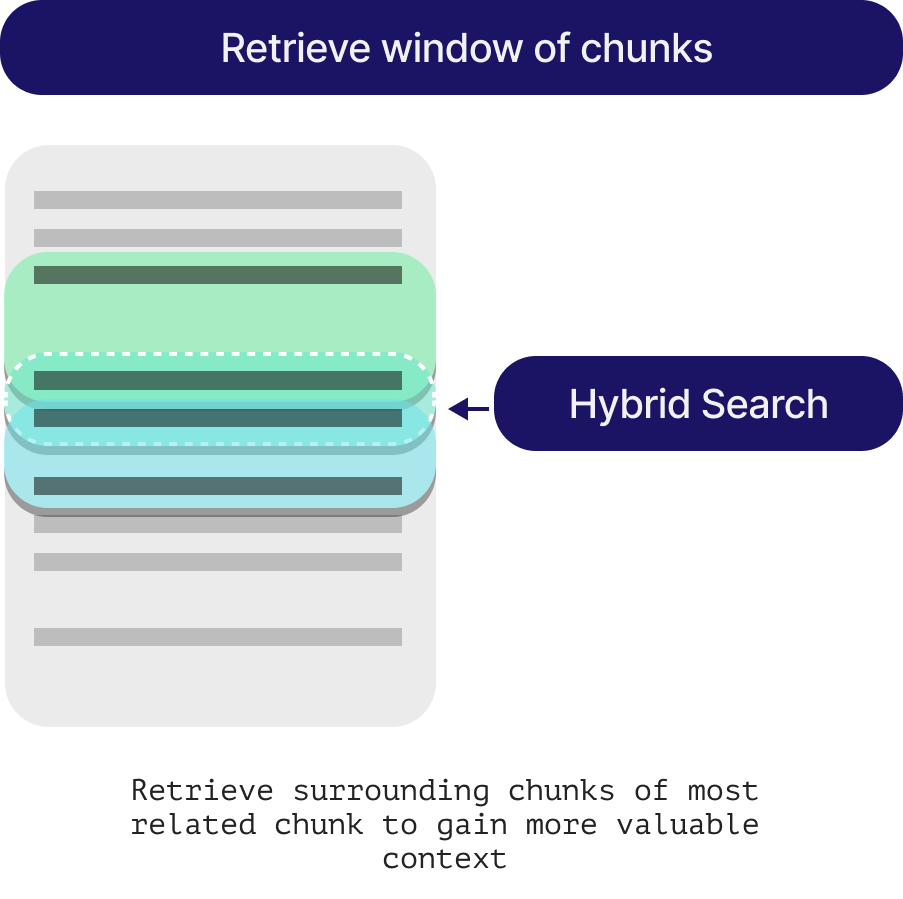 Retrieve window of chunks
Hybrid Search
Retrieve surrounding chunks of most
related chunk to gain more valuable
context